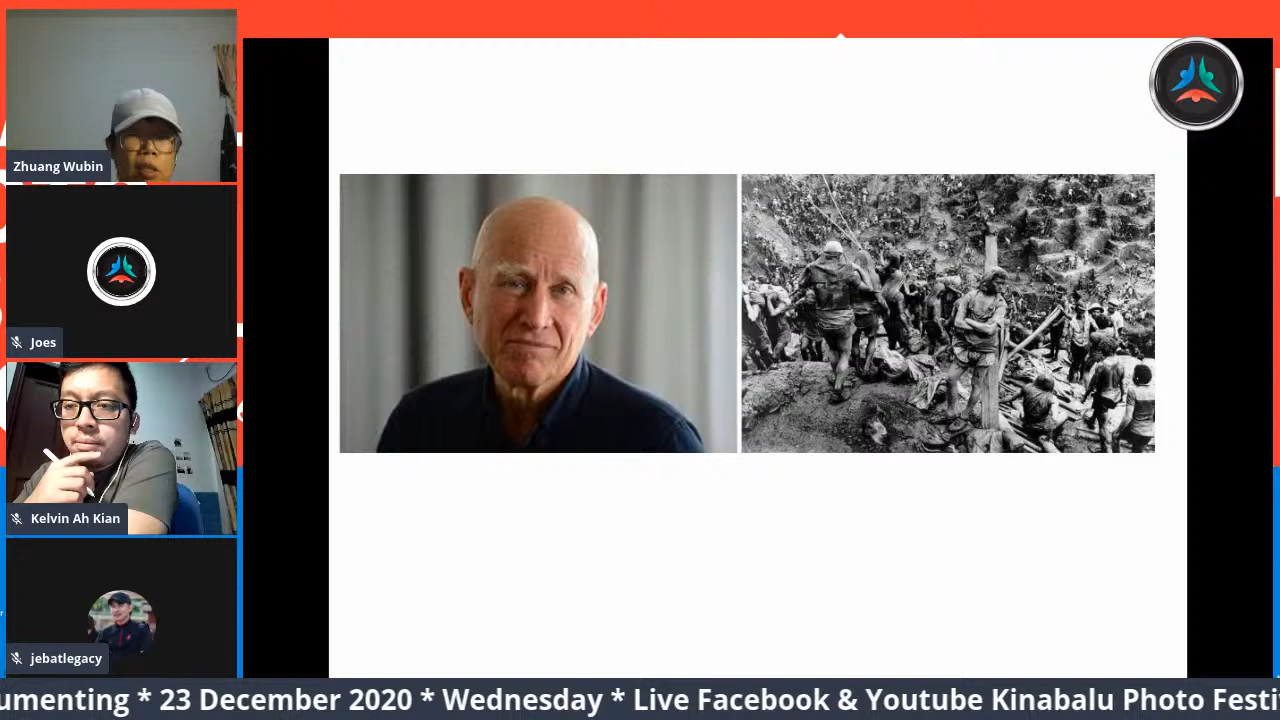 Zhuang Wubin
Joes
Kelvin Ah Kian
jebatlegacy
umenting * 23 December 2020 * Wednesday * Live Facebook & Youtube Kinabalu Photo Festi